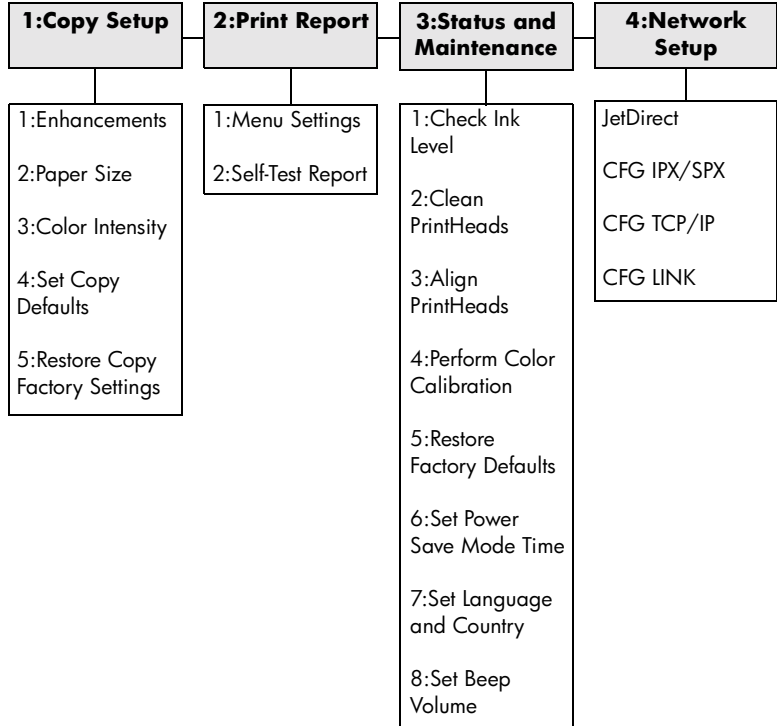 1:Copy Setup
1:Enhancements
2:Paper Size
3:Color Intensity
4:Set Copy
Defaults
5:Restore Copy
Factory Settings
2:Print Report
1:Menu Settings
2:Self-Test Report
3:Status and
Maintenance
1:Check Ink
Level
2:Clean
PrintHeads
3:Align
PrintHeads
4:Perform Color
Calibration
5:Restore
Factory Defaults
6:Set Power
Save Mode Time
7:Set Language
and Country
8:Set Beep
Volume
4:Network
Setup
JetDirect
CFG IPX/SPX
CFG TCP/IP
CFG LINK